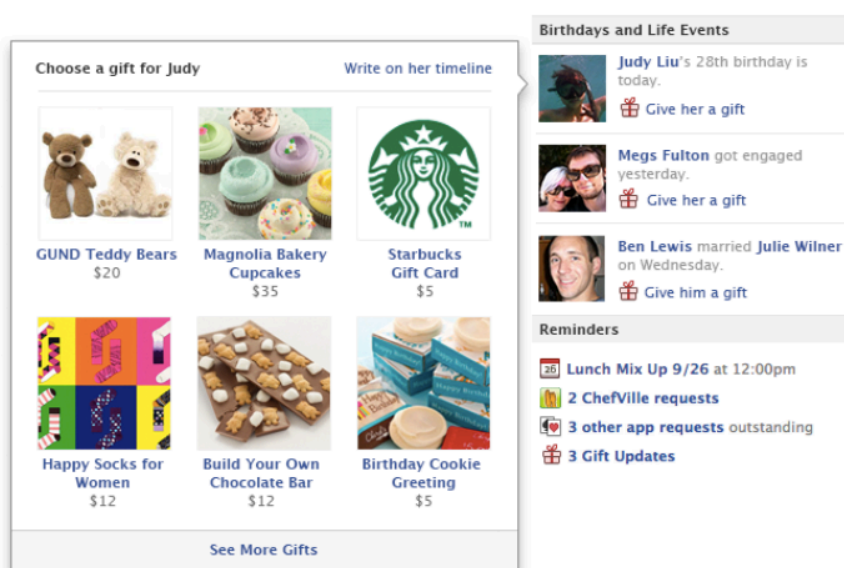 Choose a gift for Judy
Write on her timeline
GUND Teddy Bears
$20
Magnolia Bakery
Cupcakes
$35
TM
Starbucks
Gift Card
$5
Happy Socks for
Women
$12
Build Your Own
Chocolate Bar
$12
Birthday Cookie
Greeting
$5
See More Gifts
Birthdays and Life Events
Judy Liu's 28th birthday is
today.
Give her a gift
Megs Fulton got engaged
yesterday.
Give her a gift
Ben Lewis married Julie Wilner
on Wednesday.
Give him a gift
Reminders
26
Lunch Mix Up 9/26 at 12:00pm
2 ChefVille requests
3 other app requests outstanding
3 Gift Updates